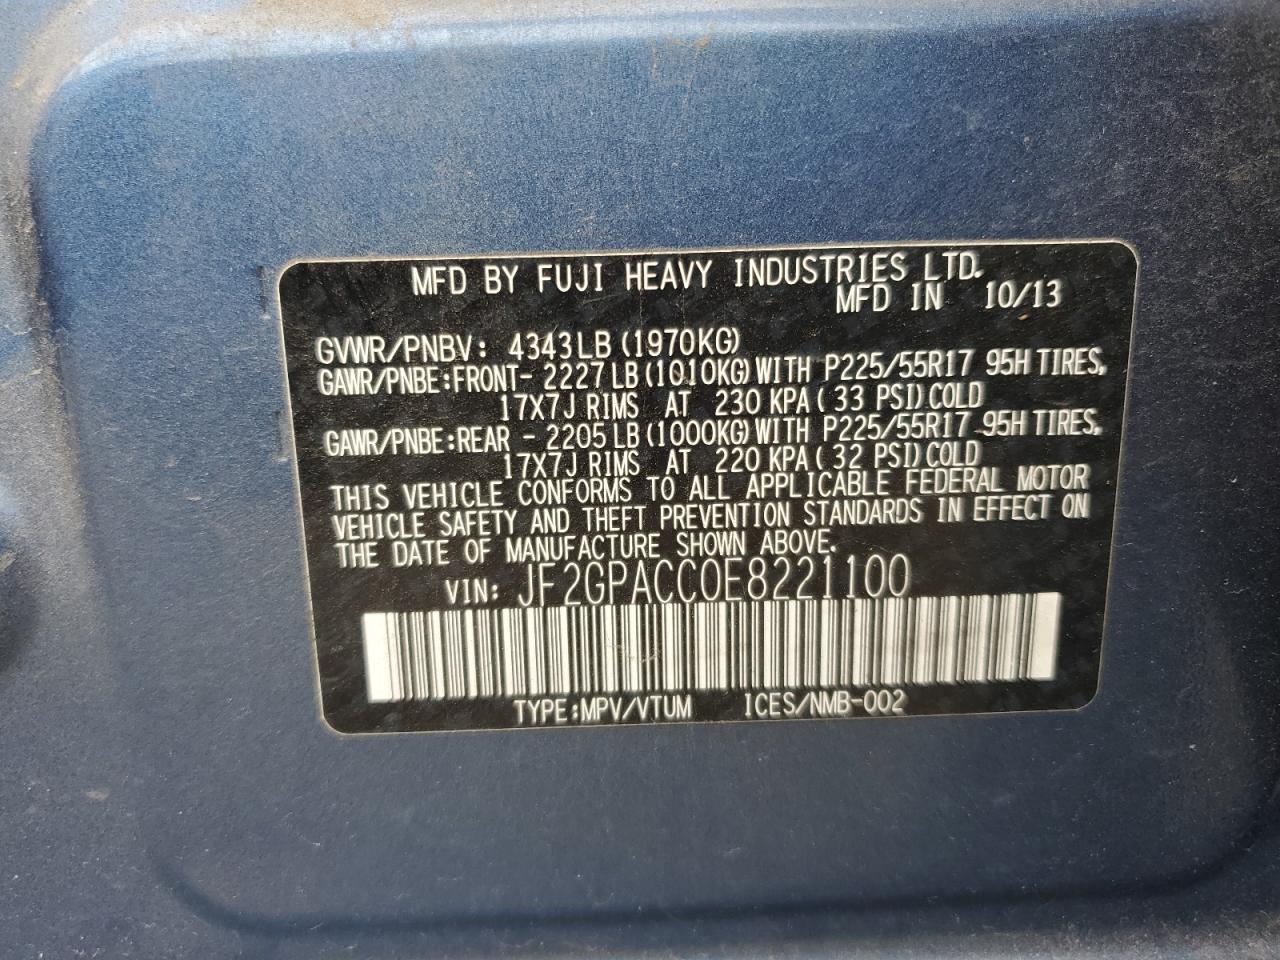 MFD BY FUJI HEAVY INDUSTRIES LTD.
MFD IN 10/13
GVWR/PNBV: 4343LB(1970KG)
GAWR/PNBE:FRONT- 2227LB(1010KG)WITH P225/55R17 95H TIRES,
17X7J RIMS AT 230 KPA( 33 PSI)COLD
GAWR/PNBE:REAR - 2205LB(1000KG)WITH P225/55R17 95H TIRES,
17X7J RIMS AT 220 KPA( 32 PSI)COLD
THIS VEHICLE CONFORMS TO ALL APPLICABLE FEDERAL MOTOR
VEHICLE SAFETY AND THEFT PREVENTION STANDARDS IN EFFECT ON
THE DATE OF MANUFACTURE SHOWN ABOVE.
VIN: JF2GPACC0E8221100
TYPE:MPV/VTUM ICES/NMB-002